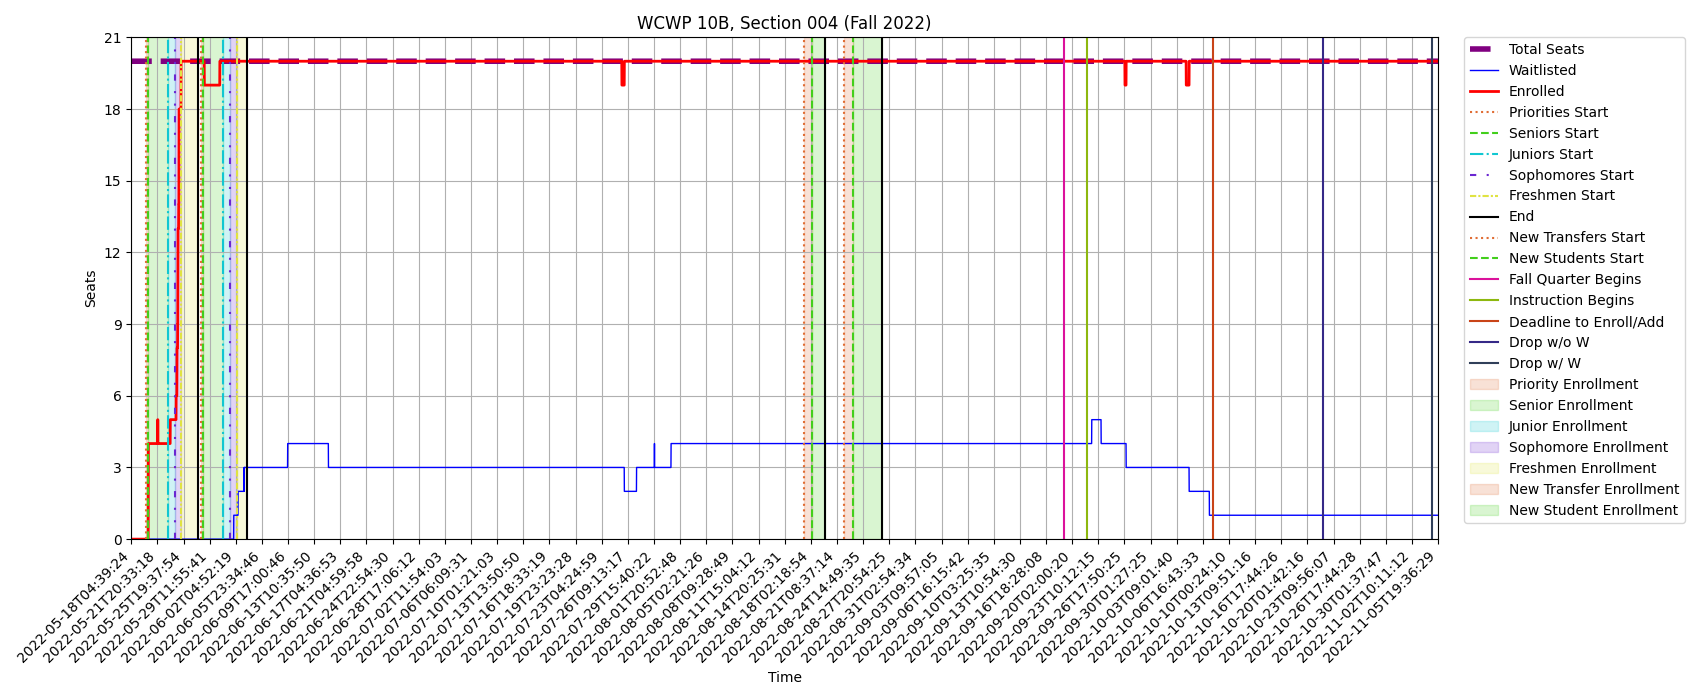 WCWP 10B, Section 004 (Fall 2022)
21
18
15
12
9
6
3
0
Seats
2022-05-18T04:39:24
2022-05-21T20:33:18
2022-05-25T19:37:54
2022-05-29T11:55:41
2022-06-02T04:52:19
2022-06-05T23:34:46
2022-06-09T17:00:46
2022-06-13T10:35:50
2022-06-17T04:36:53
2022-06-21T04:59:58
2022-06-24T22:54:30
2022-06-28T17:06:12
2022-07-02T11:54:03
2022-07-06T06:09:31
2022-07-10T01:21:03
2022-07-13T13:50:50
2022-07-16T18:33:19
2022-07-19T23:23:28
2022-07-23T04:24:59
2022-07-26T09:13:17
2022-07-29T15:40:22
2022-08-01T20:52:48
2022-08-05T02:21:26
2022-08-08T09:28:49
2022-08-11T15:04:12
2022-08-14T20:25:31
2022-08-18T02:18:54
2022-08-21T08:37:14
2022-08-24T14:49:35
2022-08-27T20:54:25
2022-08-31T02:54:34
2022-09-03T09:57:05
2022-09-06T16:15:42
2022-09-10T03:25:35
2022-09-13T10:54:30
2022-09-16T18:28:09
2022-09-20T02:00:20
2022-09-23T10:12:15
2022-09-26T17:50:25
2022-09-30T01:27:25
2022-10-03T09:01:40
2022-10-06T16:43:33
2022-10-10T00:24:10
2022-10-13T09:51:16
2022-10-16T17:44:26
2022-10-20T01:42:16
2022-10-23T09:56:07
2022-10-26T17:44:28
2022-10-30T01:37:47
2022-11-02T10:11:12
2022-11-05T19:36:29
Time
Total Seats
Waitlisted
Enrolled
Priorities Start
Seniors Start
Juniors Start
Sophomores Start
Freshmen Start
End
New Transfers Start
New Students Start
Fall Quarter Begins
Instruction Begins
Deadline to Enroll/Add
Drop w/o W
Drop w/ W
Priority Enrollment
Senior Enrollment
Junior Enrollment
Sophomore Enrollment
Freshmen Enrollment
New Transfer Enrollment
New Student Enrollment